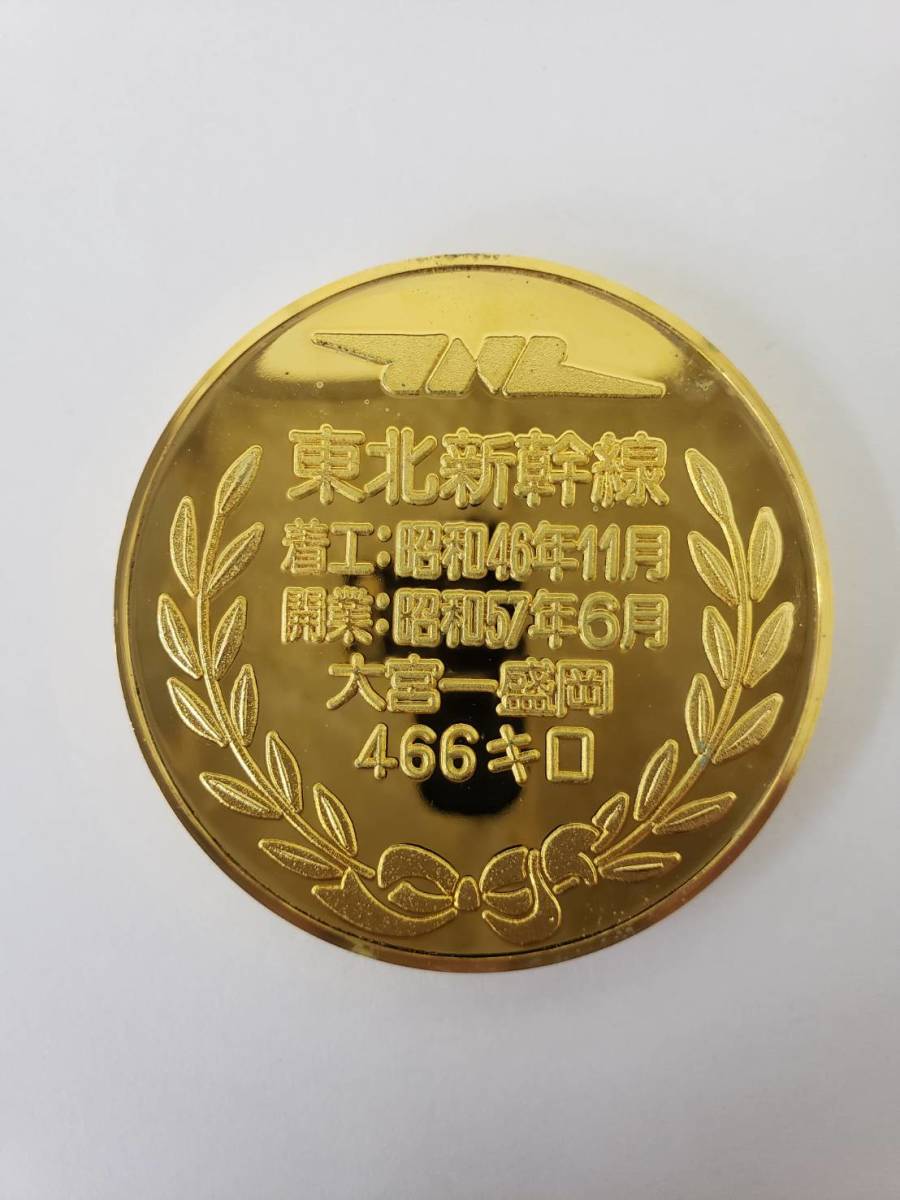 JNR
東北新幹線
着工:昭和46年11月
開業:昭和57年6月
大宮ー盛岡
466キロ